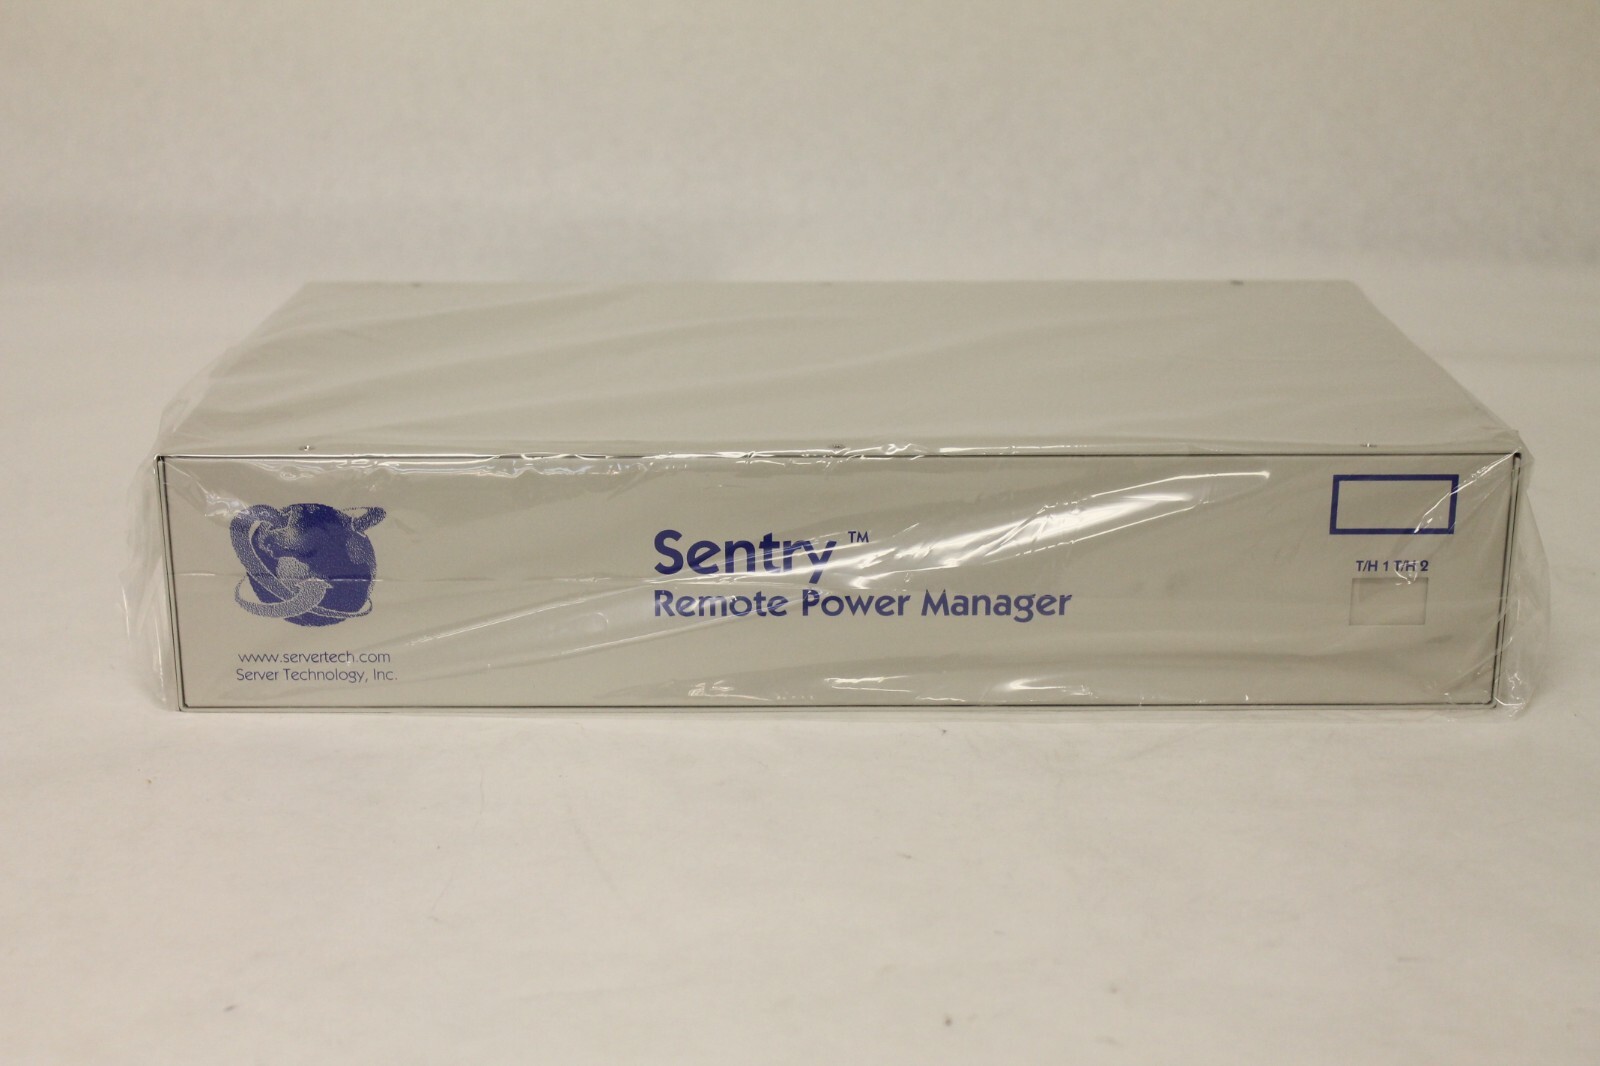 Sentry™
Remote Power Manager
www.servertech.com
Server Technology, Inc.
T/H 1 T/H 2